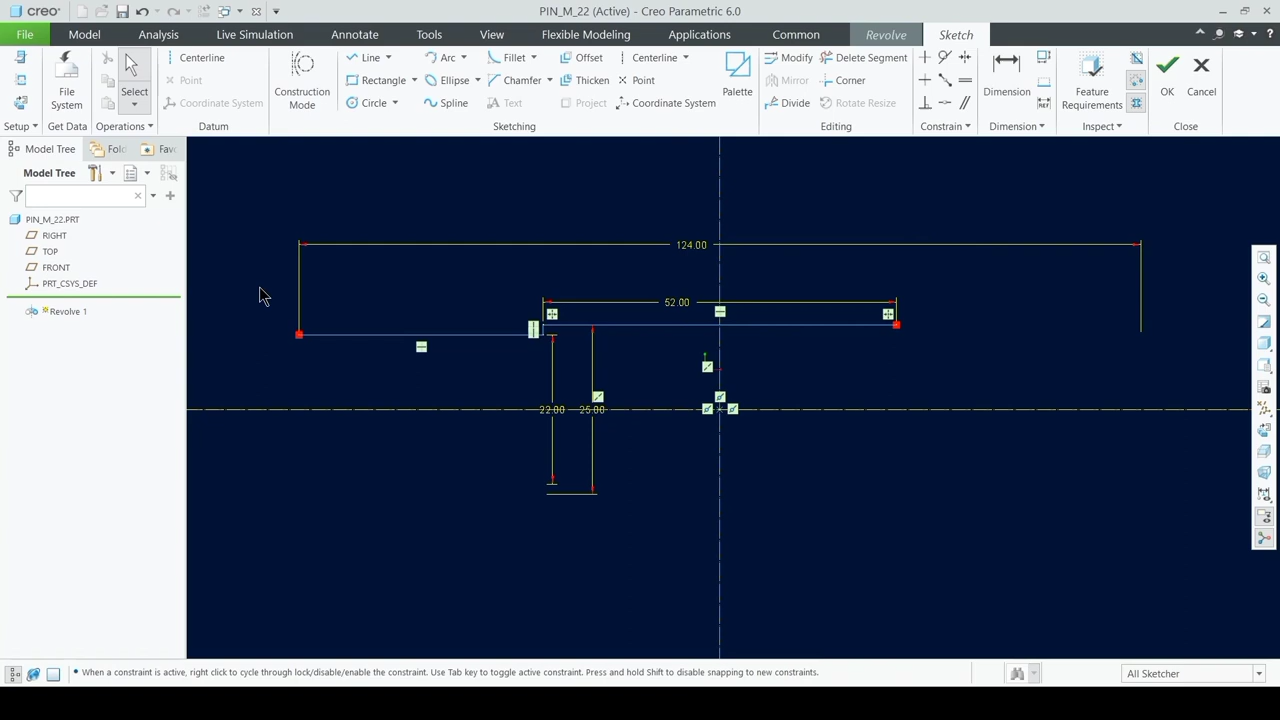 creo PIN_M_22 (Active) - Creo Parametric 6.0
File Model Analysis Live Simulation Annotate Tools View Flexible Modeling Applications Common Revolve Sketch
Centerline Line Arc Fillet Offset Centerline Modify Delete Segment
Point Rectangle Ellipse Chamfer Thicken Point Mirror Corner
Coordinate System Circle Spline Text Project Coordinate System Divide Rotate Resize
File System Select Construction Mode Palette Dimension Feature Requirements OK Cancel
Setup Get Data Operations Datum Sketching Editing Constrain Dimension Inspect Close
Model Tree Fold Favo
Model Tree
PIN_M_22.PRT
RIGHT
TOP
FRONT
PRT_CSYS_DEF
Revolve 1
124.00
52.00
22.00 25.00
When a constraint is active, right click to cycle through lock/disable/enable the constraint. Use Tab key to toggle active constraint. Press and hold Shift to disable snapping to new constraints.
All Sketcher